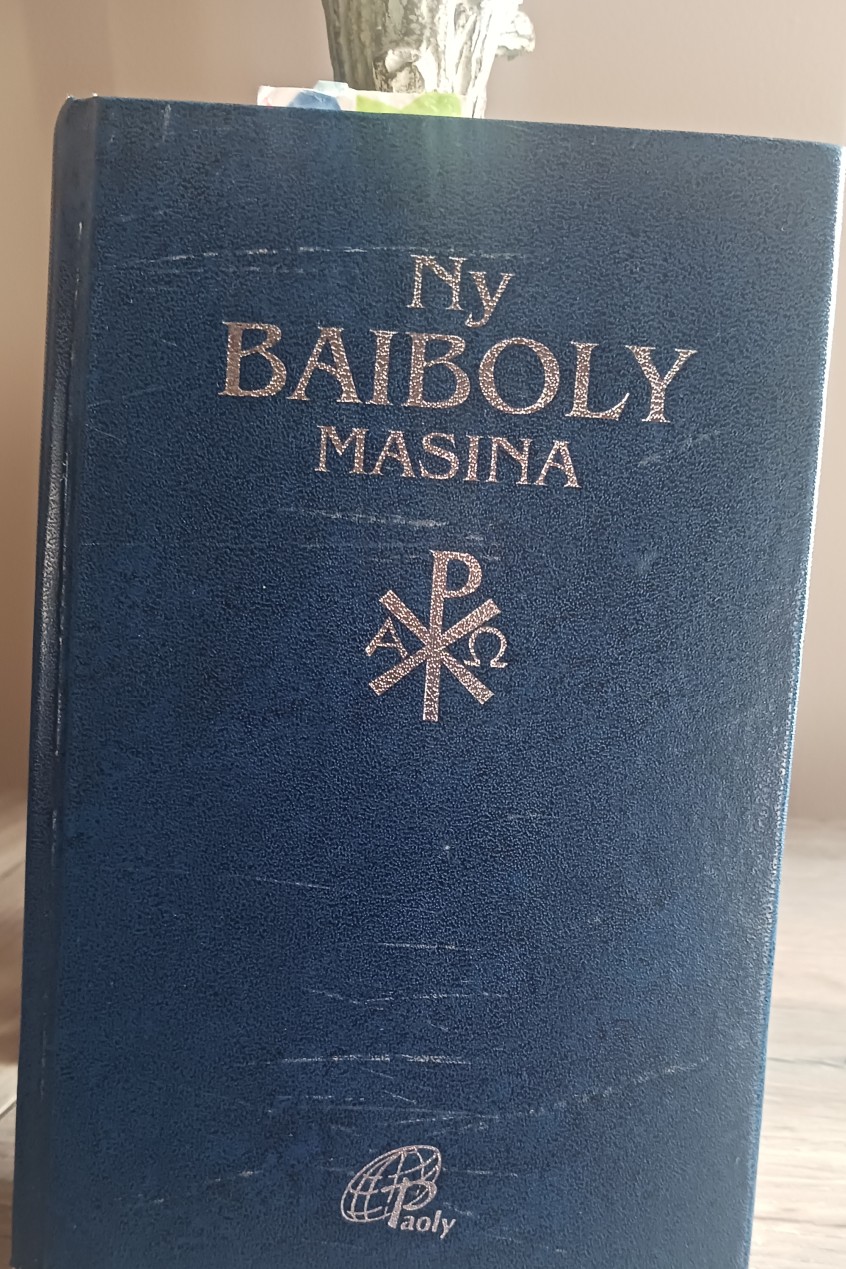 Ny
BAIBOLY
MASINA
Α Ρ Ω
Paoly